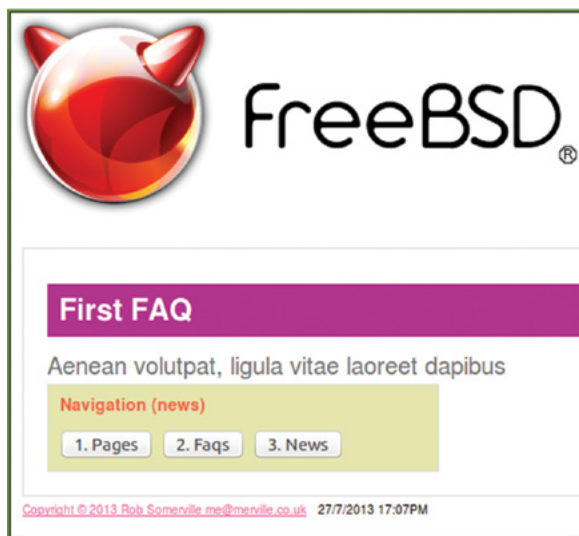 FreeBSD®
First FAQ
Aenean volutpat, ligula vitae laoreet dapibus
Navigation (news)
1. Pages 2. Faqs 3. News
Copyright © 2013 Rob Somerville me@merville.co.uk 27/7/2013 17:07PM